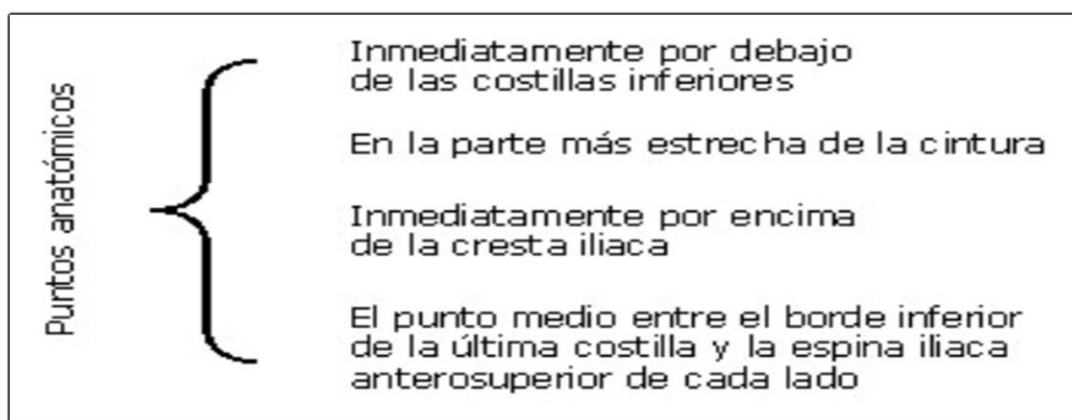 Puntos anatómicos
Inmediatamente por debajo
de las costillas inferiores
En la parte más estrecha de la cintura
Inmediatamente por encima
de la cresta iliaca
El punto medio entre el borde inferior
de la última costilla y la espina iliaca
anterosuperior de cada lado